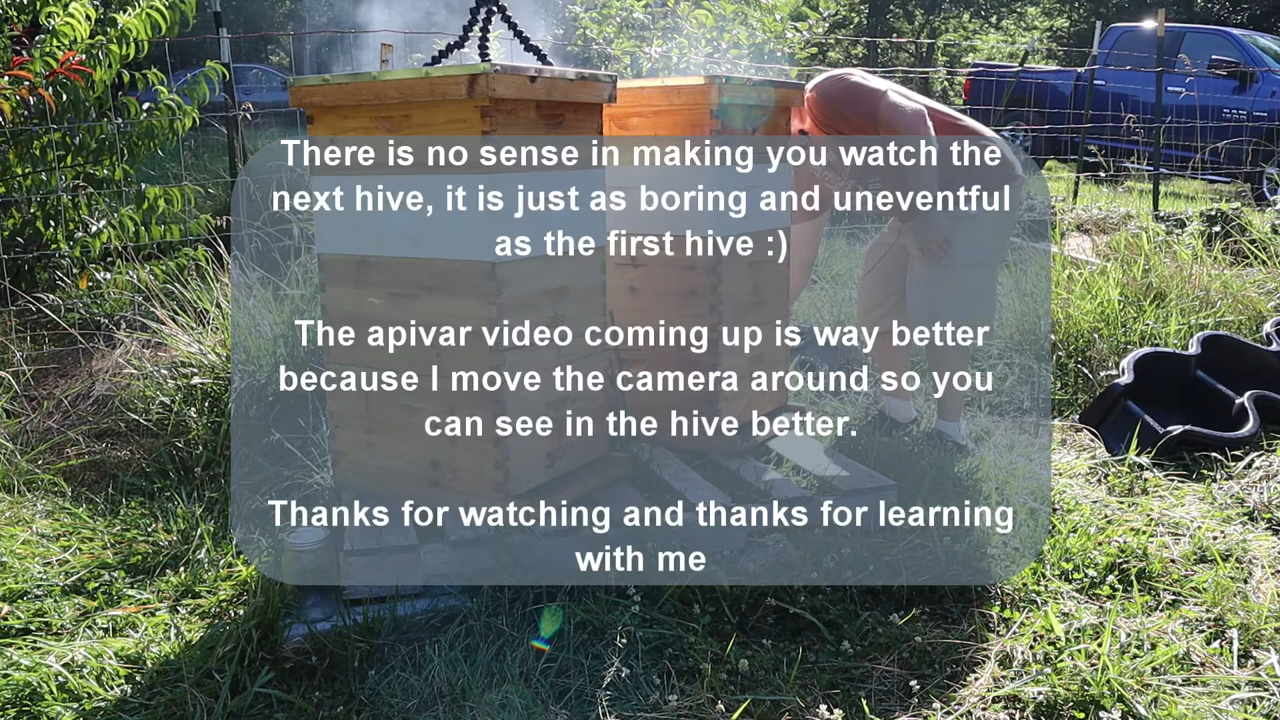 There is no sense in making you watch the
next hive, it is just as boring and uneventful
as the first hive :)
The apivar video coming up is way better
because I move the camera around so you
can see in the hive better.
Thanks for watching and thanks for learning
with me